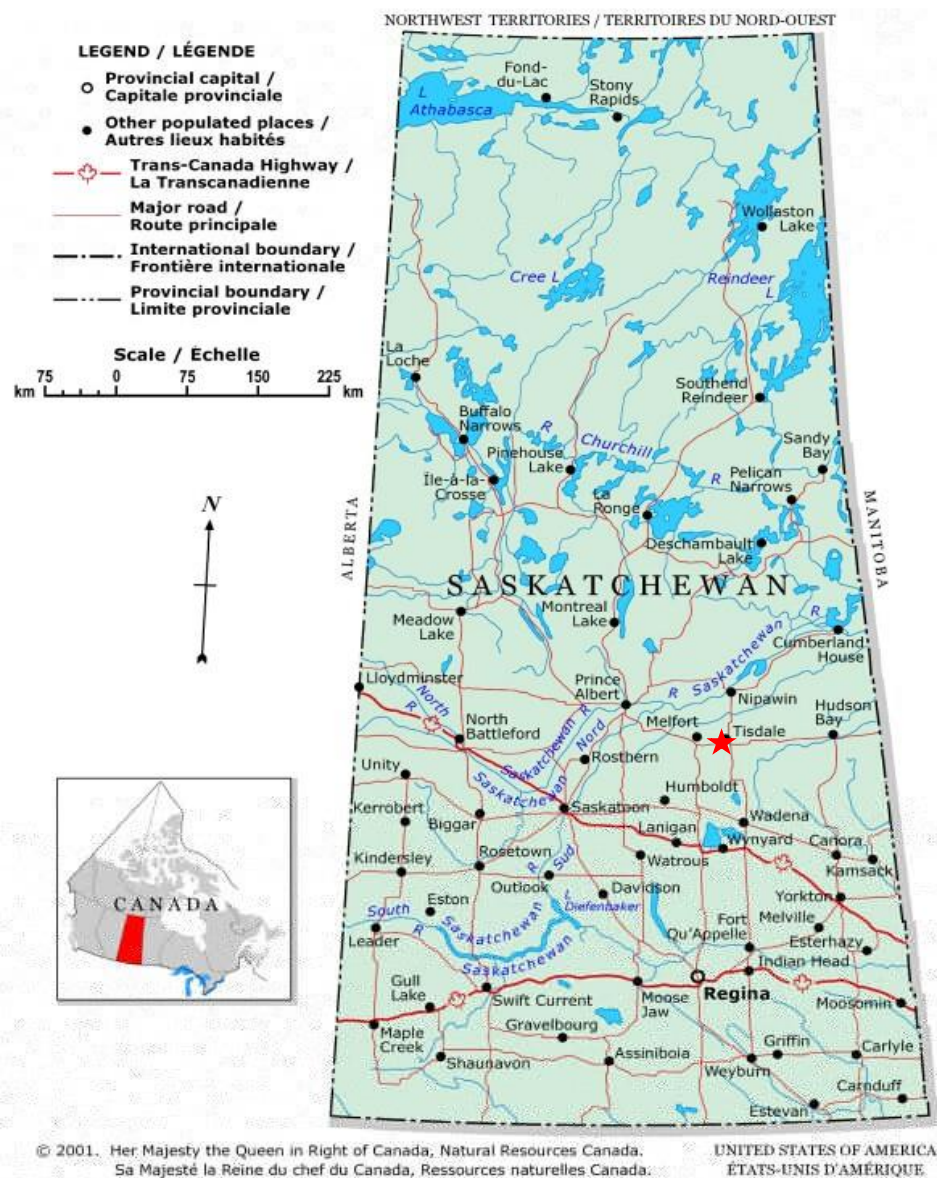 NORTHWEST TERRITORIES / TERRITOIRES DU NORD-OUEST
LEGEND / LÉGENDE
Provincial capital /
Capitale provinciale
Other populated places /
Autres lieux habités
Trans-Canada Highway /
La Transcanadienne
Major road /
Route principale
International boundary /
Frontière internationale
Provincial boundary /
Limite provinciale
Scale / Échelle
km 75 0 75 150 225 km
N
Fond-
du-Lac
Stony
Rapids
L
Athabasca
Wollaston
Lake
Cree L
Reindeer
L
La
Loche
Southend
Reindeer
Buffalo
Narrows
R Churchill
R
Sandy
Bay
Pinehouse
Lake
Pelican
Narrows
Île-à-la-
Crosse
La
Ronge
Deschambault
Lake
ALBERTA
MANITOBA
SASKATCHEWAN
Meadow
Lake
Montreal
Lake
R Saskatchewan R
Cumberland
House
Lloydminster
Prince
Albert
Nipawin
North
R
Saskatchewan R
Nord
North
Battleford
Melfort
Tisdale
Hudson
Bay
Rosthern
Unity
Saskatchewan
Humboldt
Kerrobert
Biggar
Saskatoon
Lanigan
Wadena
Wynyard
Canora
Kindersley
Rosetown
R Sud
Watrous
Kamsack
Outlook
Davidson
Yorkton
Eston
L
Diefenbaker
Melville
South
R
Saskatchewan
Leader
Fort
Qu'Appelle
Esterhazy
Saskatchewan
Indian Head
Gull
Lake
Swift Current
Moose
Jaw
Regina
Moosomin
Maple
Creek
Gravelbourg
Shaunavon
Assiniboia
Griffin
Weyburn
Carlyle
Carnduff
Estevan
CANADA
© 2001. Her Majesty the Queen in Right of Canada, Natural Resources Canada.
Sa Majesté la Reine du chef du Canada, Ressources naturelles Canada.
UNITED STATES OF AMERICA
ÉTATS-UNIS D'AMÉRIQUE